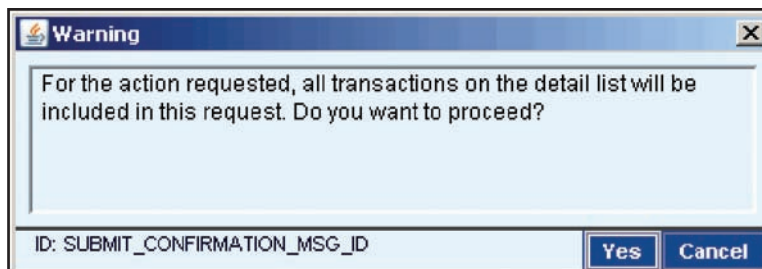 Warning
For the action requested, all transactions on the detail list will be
included in this request. Do you want to proceed?
ID: SUBMIT_CONFIRMATION_MSG_ID
Yes Cancel